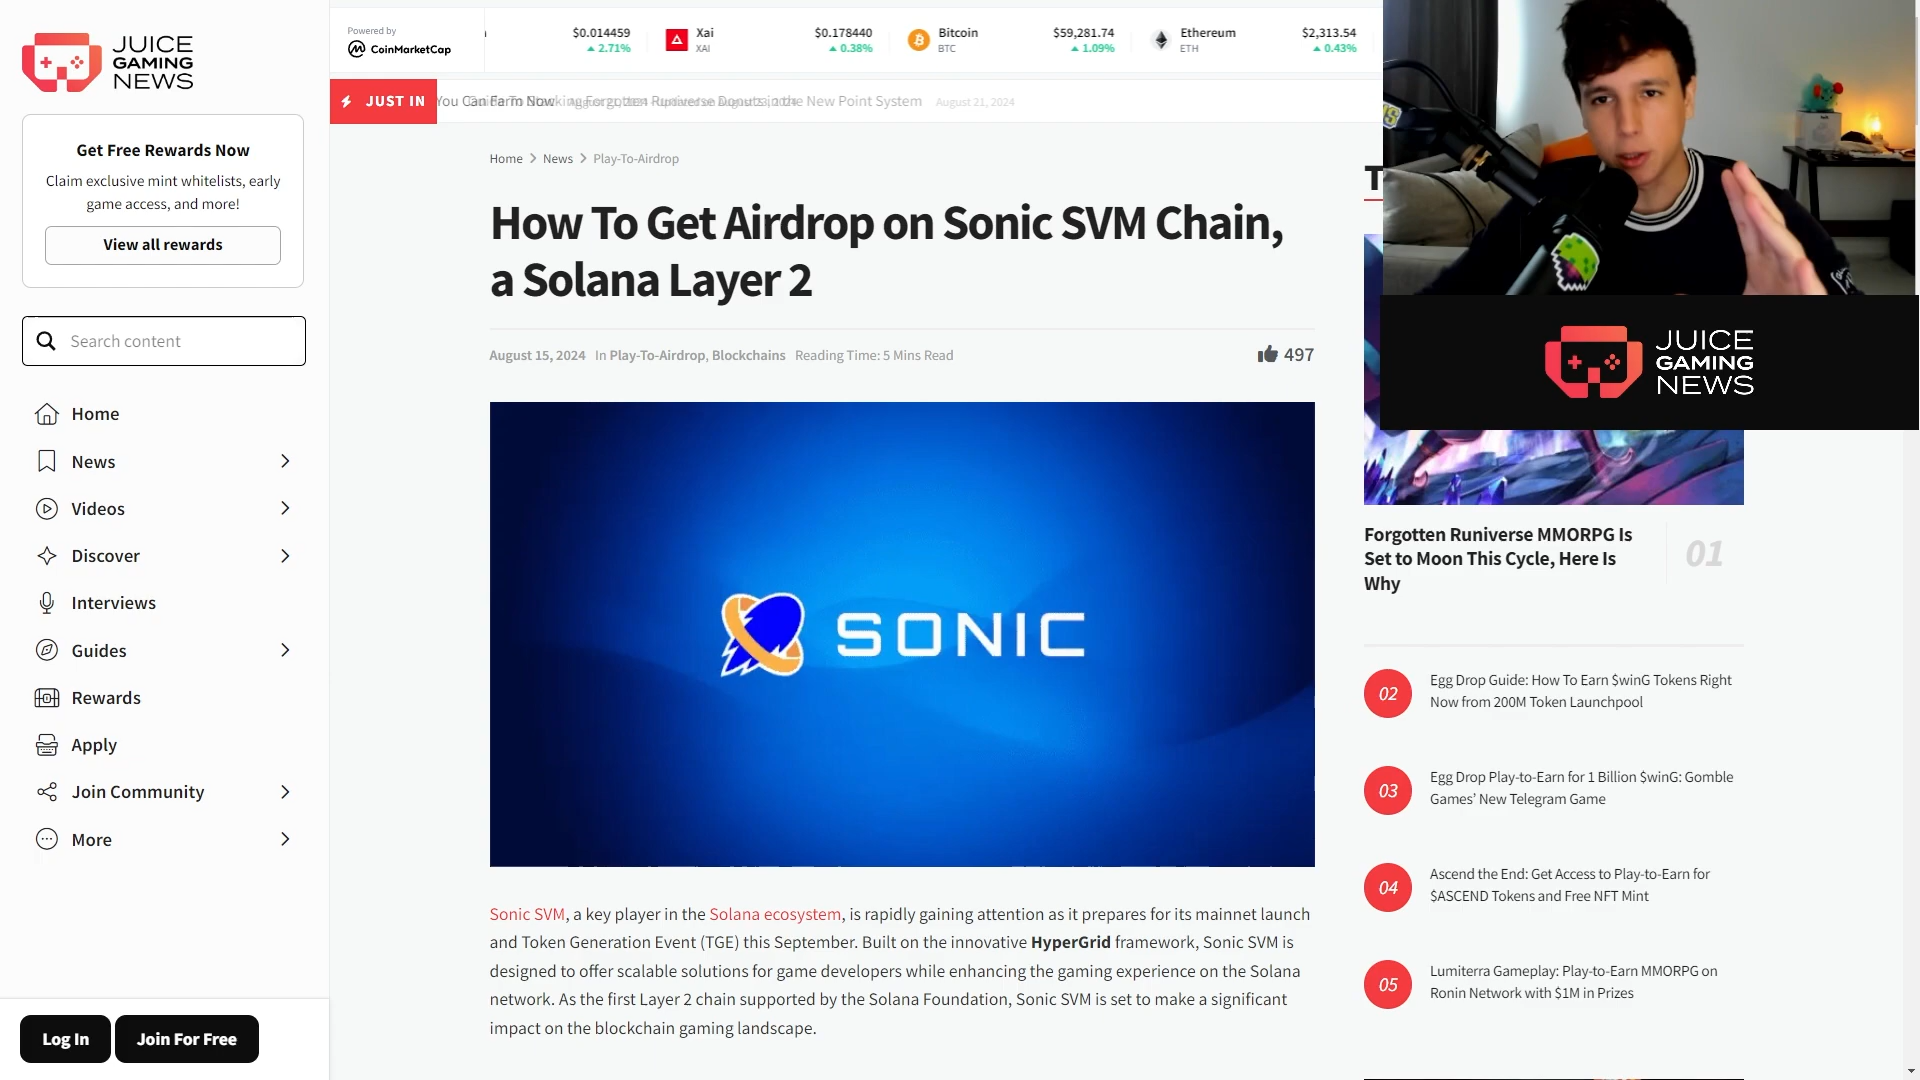 JUICE
GAMING
NEWS
Get Free Rewards Now
Claim exclusive mint whitelists, early
game access, and more!
View all rewards
Search content
Home
News
Videos
Discover
Interviews
Guides
Rewards
Apply
Join Community
More
Log In
Join For Free
Powered by
CoinMarketCap
$0.014459
2.71%
Xai
XAI
$0.178440
0.38%
Bitcoin
BTC
$59,281.74
1.09%
Ethereum
ETH
$2,313.54
0.43%
JUST IN
You Can Farm Now
Forgotten Runiverse Donuts in the New Point System August 21, 2024
Home > News > Play-To-Airdrop
How To Get Airdrop on Sonic SVM Chain,
a Solana Layer 2
August 15, 2024 In Play-To-Airdrop, Blockchains Reading Time: 5 Mins Read
497
SONIC
Sonic SVM, a key player in the Solana ecosystem, is rapidly gaining attention as it prepares for its mainnet launch
and Token Generation Event (TGE) this September. Built on the innovative HyperGrid framework, Sonic SVM is
designed to offer scalable solutions for game developers while enhancing the gaming experience on the Solana
network. As the first Layer 2 chain supported by the Solana Foundation, Sonic SVM is set to make a significant
impact on the blockchain gaming landscape.
JUICE
GAMING
NEWS
Forgotten Runiverse MMORPG Is
Set to Moon This Cycle, Here Is
Why
01
02
Egg Drop Guide: How To Earn $winG Tokens Right
Now from 200M Token Launchpool
03
Egg Drop Play-to-Earn for 1 Billion $winG: Gomble
Games’ New Telegram Game
04
Ascend the End: Get Access to Play-to-Earn for
$ASCEND Tokens and Free NFT Mint
05
Lumiterra Gameplay: Play-to-Earn MMORPG on
Ronin Network with $1M in Prizes